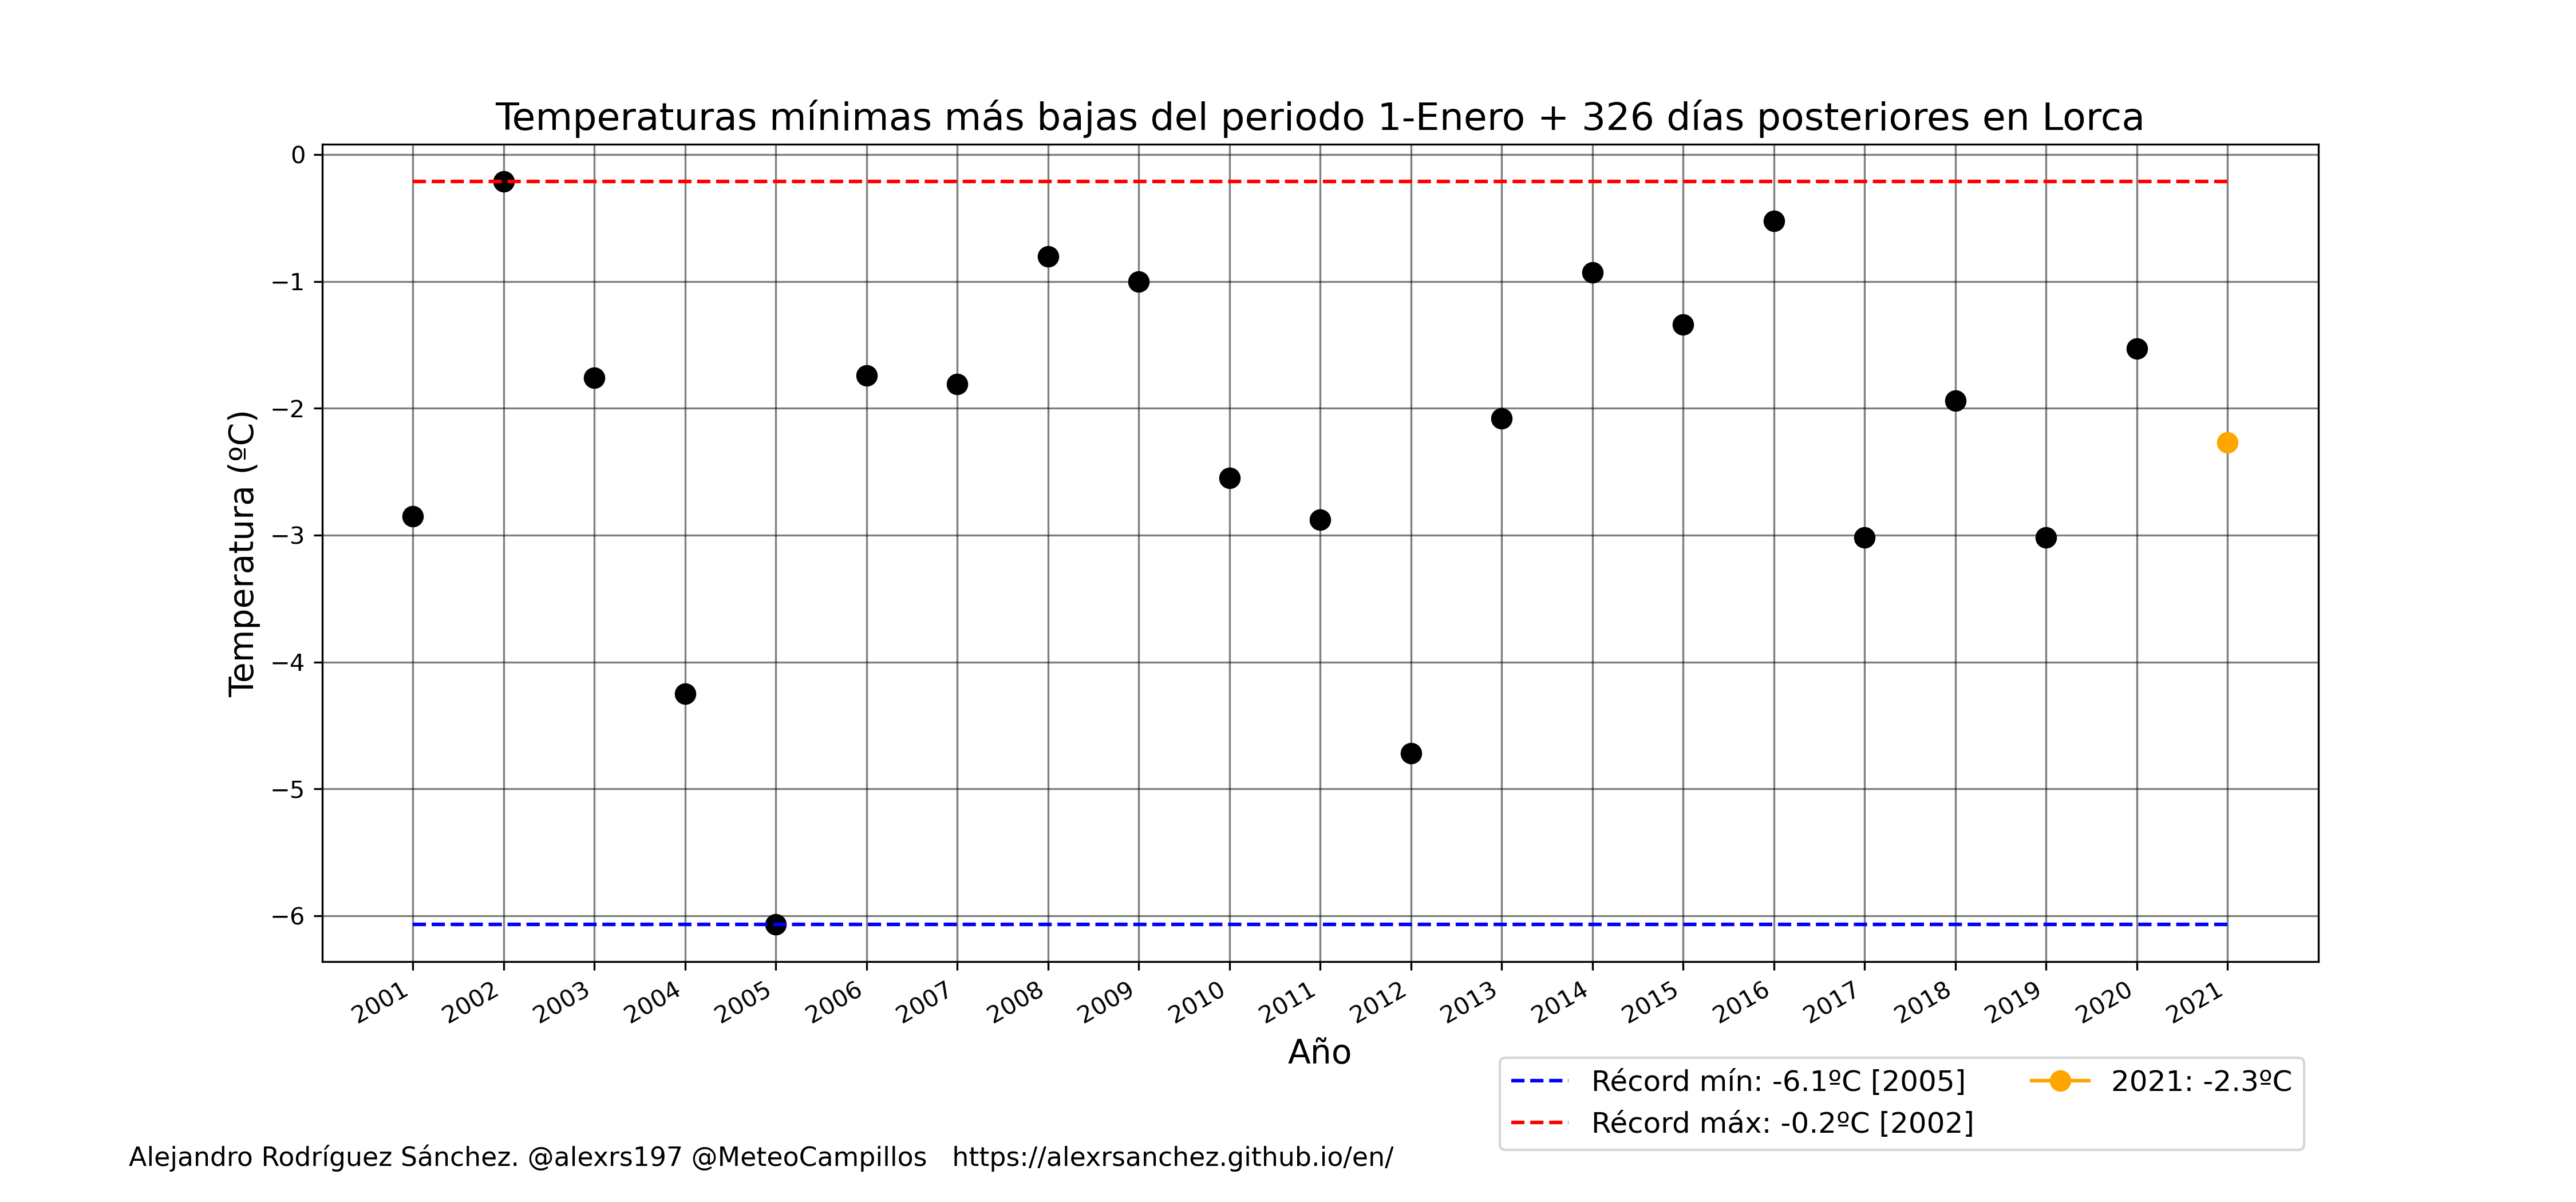 Temperaturas mínimas más bajas del periodo 1-Enero + 326 días posteriores en Lorca
Temperatura (ºC)
0
−1
−2
−3
−4
−5
−6
2001 2002 2003 2004 2005 2006 2007 2008 2009 2010 2011 2012 2013 2014 2015 2016 2017 2018 2019 2020 2021
Año
Récord mín: -6.1ºC [2005]
Récord máx: -0.2ºC [2002]
2021: -2.3ºC
Alejandro Rodríguez Sánchez. @alexrs197 @MeteoCampillos https://alexrsanchez.github.io/en/